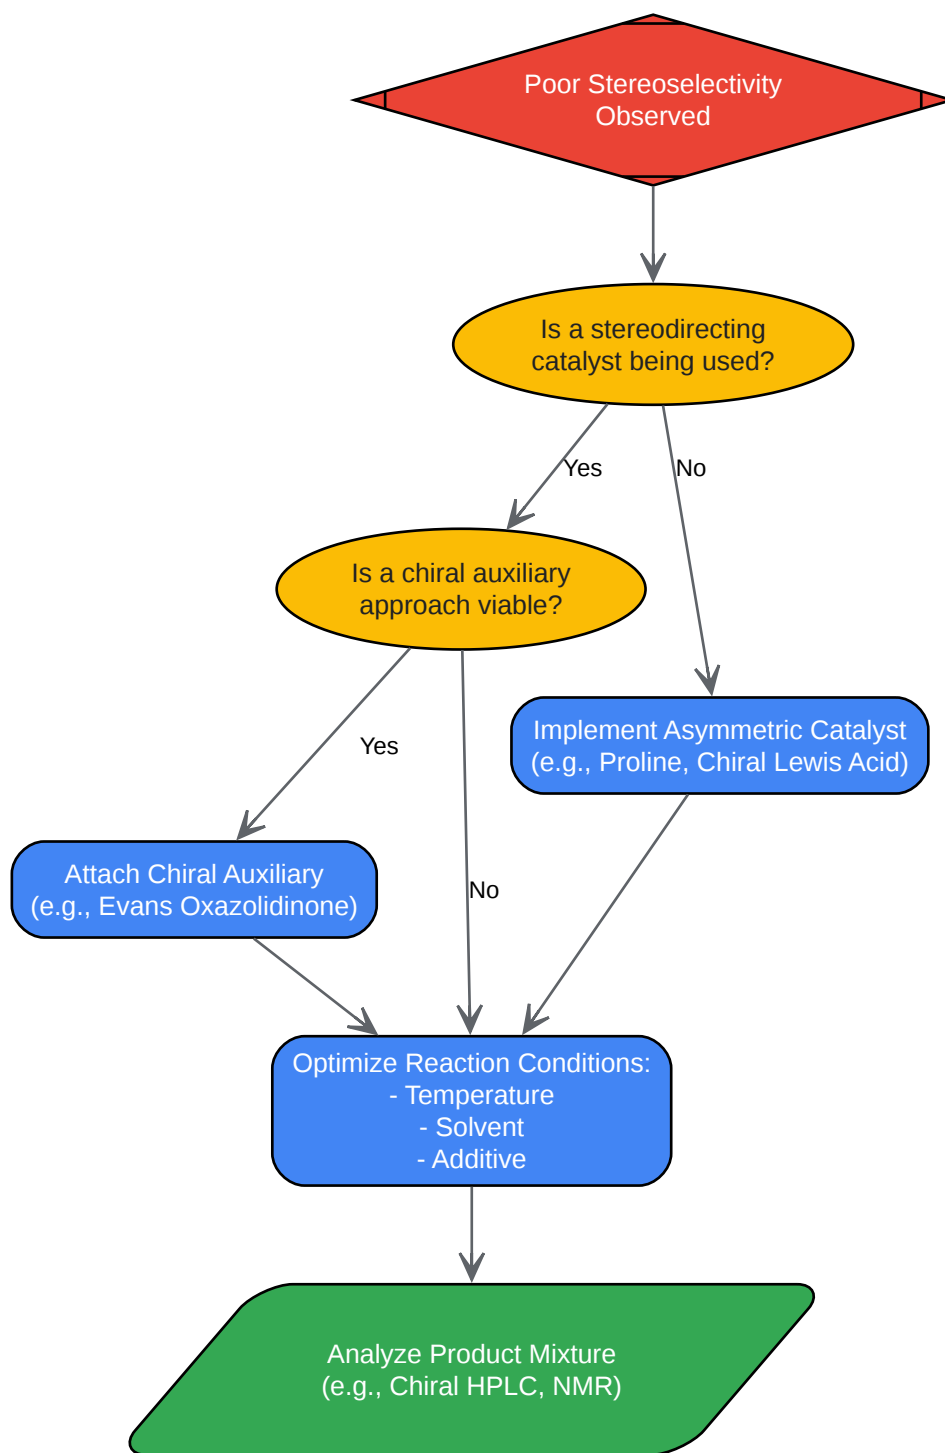 Poor Stereoselectivity
Observed
Is a stereodirecting
catalyst being used?
Yes
No
Is a chiral auxiliary
approach viable?
Implement Asymmetric Catalyst
(e.g., Proline, Chiral Lewis Acid)
Yes
Attach Chiral Auxiliary
(e.g., Evans Oxazolidinone)
No
Optimize Reaction Conditions:
- Temperature
- Solvent
- Additive
Analyze Product Mixture
(e.g., Chiral HPLC, NMR)